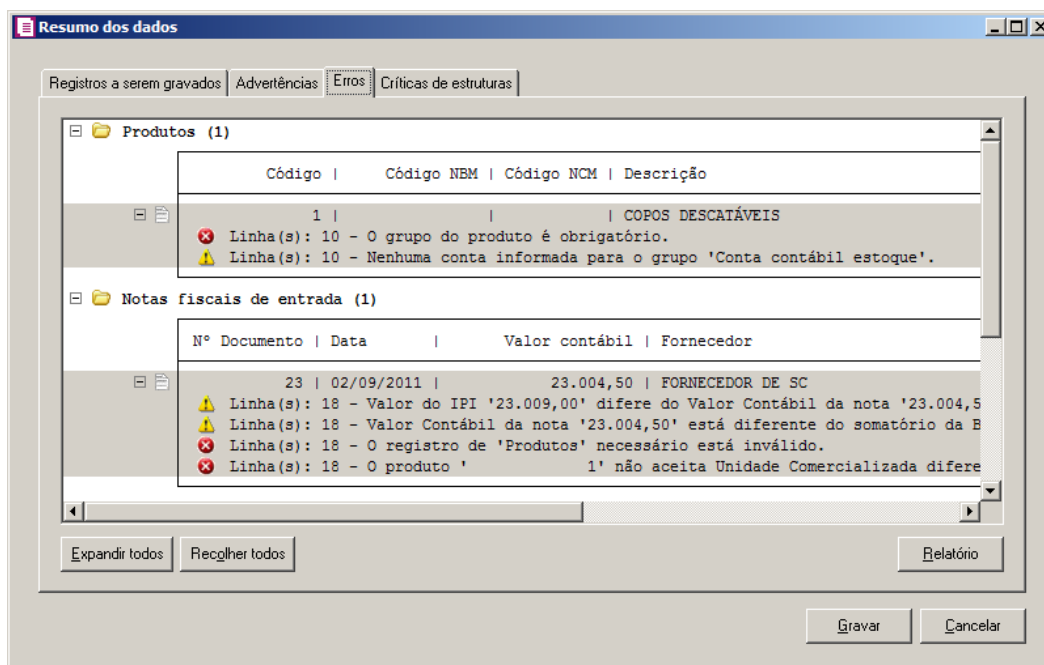 Resumo dos dados
Registros a serem gravados Advertências Erros Críticas de estruturas
Produtos (1)
Código | Código NBM | Código NCM | Descrição
1 | | | COPOS DESCATÁVEIS
Linha(s): 10 - O grupo do produto é obrigatório.
Linha(s): 10 - Nenhuma conta informada para o grupo 'Conta contábil estoque'.
Notas fiscais de entrada (1)
Nº Documento | Data | Valor contábil | Fornecedor
23 | 02/09/2011 | 23.004,50 | FORNECEDOR DE SC
Linha(s): 18 - Valor do IPI '23.009,00' difere do Valor Contábil da nota '23.004,5
Linha(s): 18 - Valor Contábil da nota '23.004,50' está diferente do somatório da B
Linha(s): 18 - O registro de 'Produtos' necessário está inválido.
Linha(s): 18 - O produto ' 1' não aceita Unidade Comercializada difere
Expandir todos Recolher todos Relatório
Gravar Cancelar